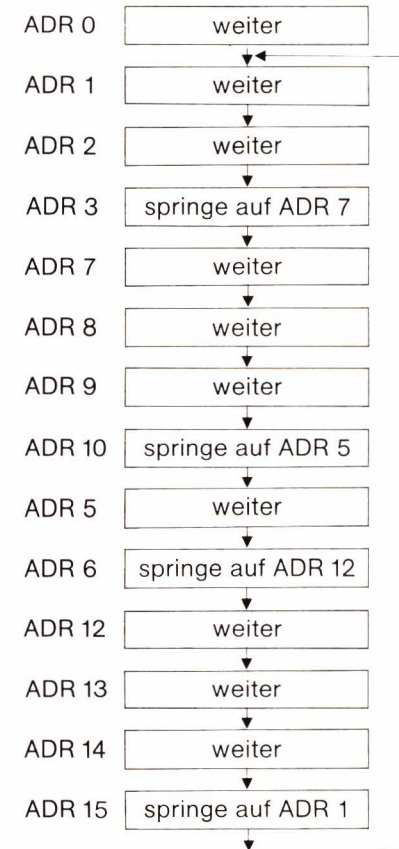 ADR 0 weiter
ADR 1 weiter
ADR 2 weiter
ADR 3 springe auf ADR 7
ADR 7 weiter
ADR 8 weiter
ADR 9 weiter
ADR 10 springe auf ADR 5
ADR 5 weiter
ADR 6 springe auf ADR 12
ADR 12 weiter
ADR 13 weiter
ADR 14 weiter
ADR 15 springe auf ADR 1